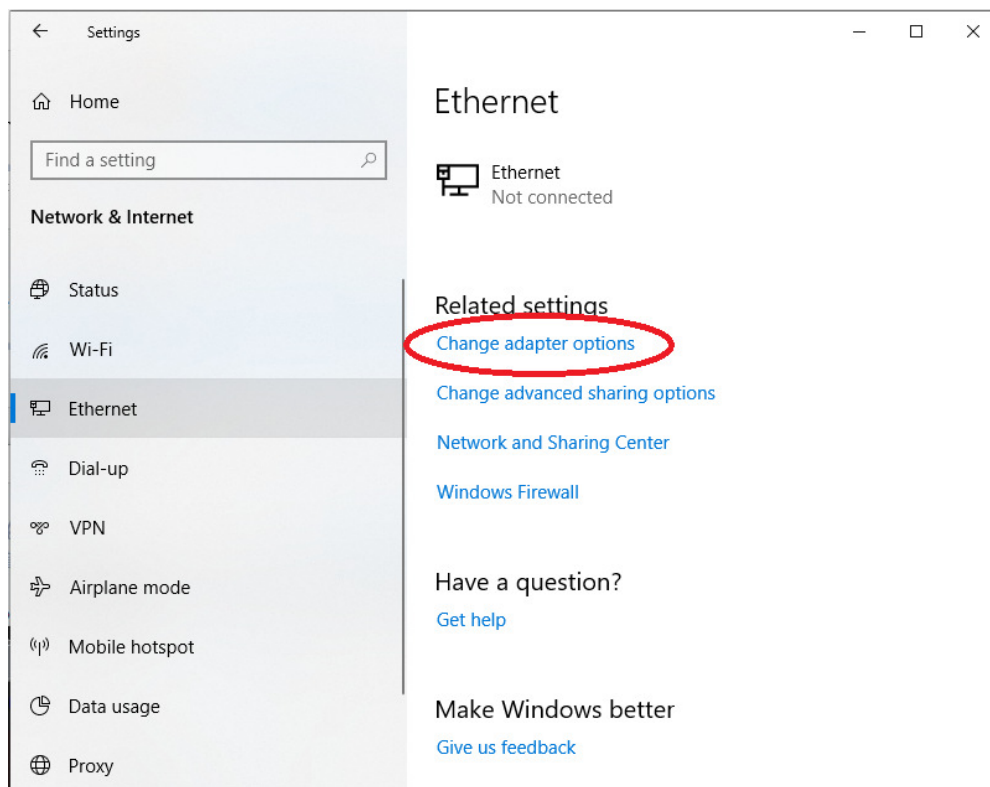 Settings
Home
Find a setting
Network & Internet
Status
Wi-Fi
Ethernet
Dial-up
VPN
Airplane mode
Mobile hotspot
Data usage
Proxy
Ethernet
Ethernet
Not connected
Related settings
Change adapter options
Change advanced sharing options
Network and Sharing Center
Windows Firewall
Have a question?
Get help
Make Windows better
Give us feedback